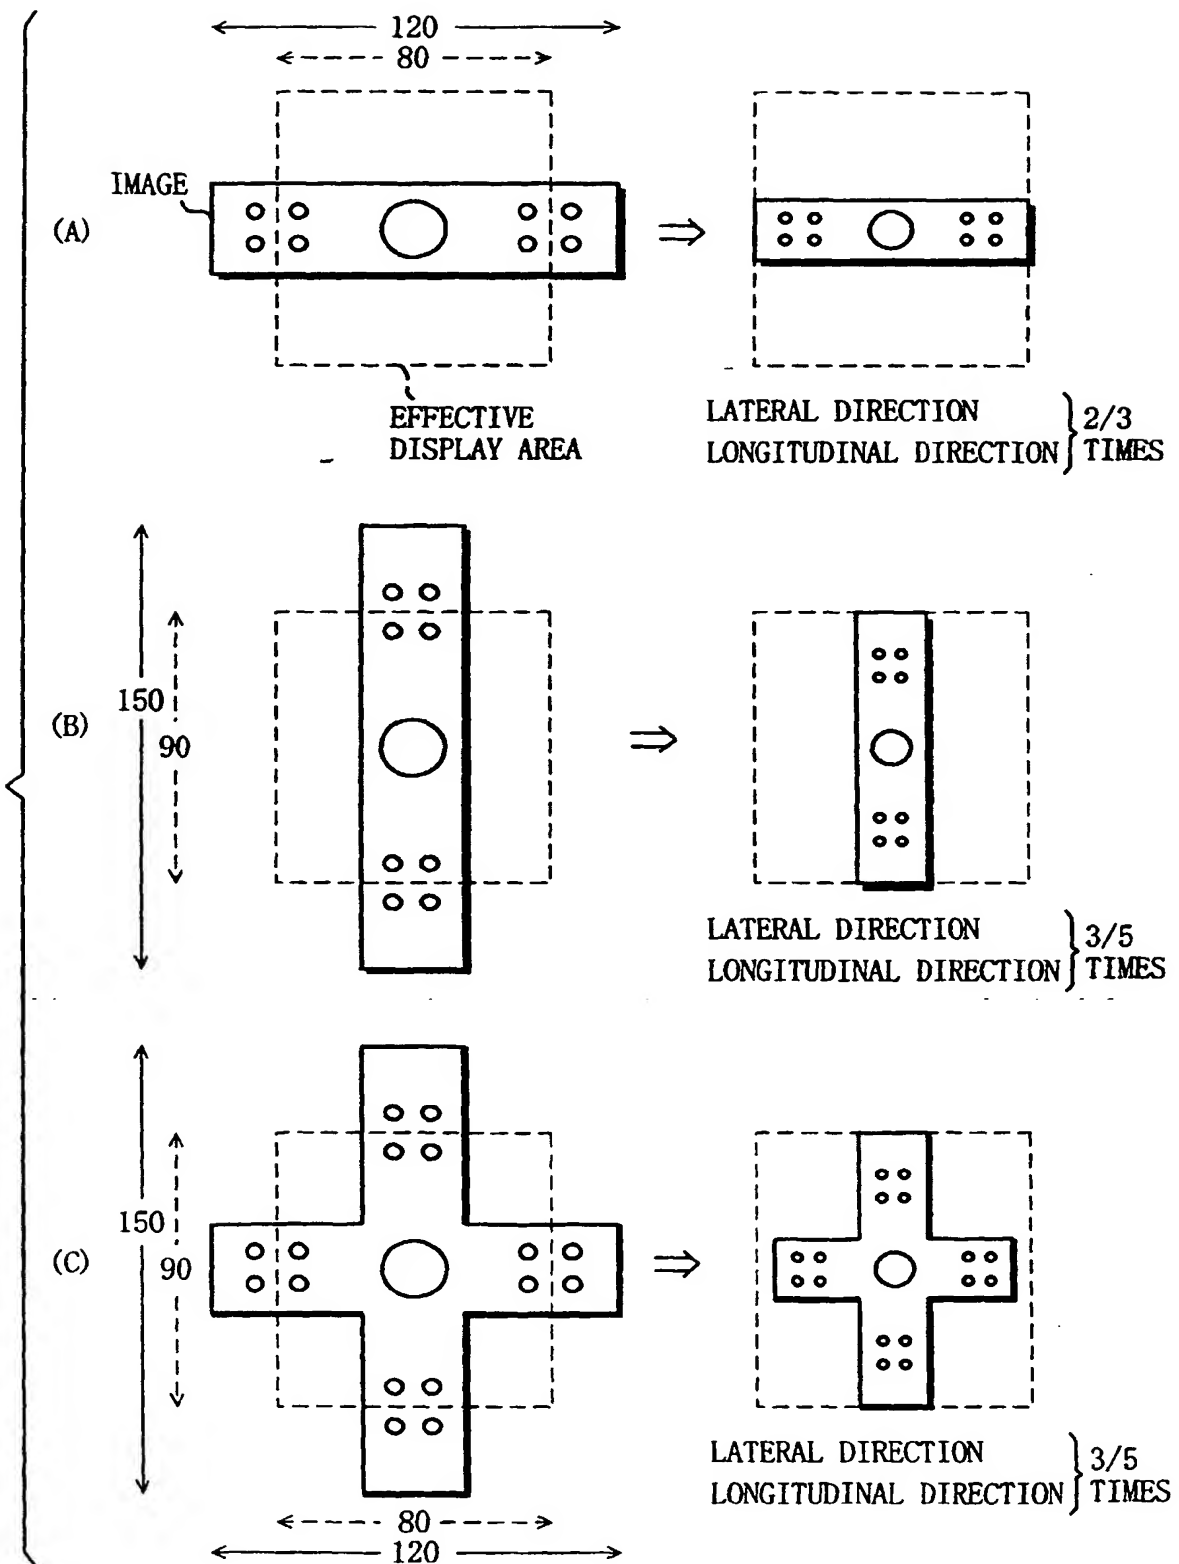 120
80
IMAGE
(A)
⇒
EFFECTIVE
DISPLAY AREA
LATERAL DIRECTION
LONGITUDINAL DIRECTION
2/3
TIMES
150
90
(B)
⇒
LATERAL DIRECTION
LONGITUDINAL DIRECTION
3/5
TIMES
150
90
(C)
⇒
80
120
LATERAL DIRECTION
LONGITUDINAL DIRECTION
3/5
TIMES